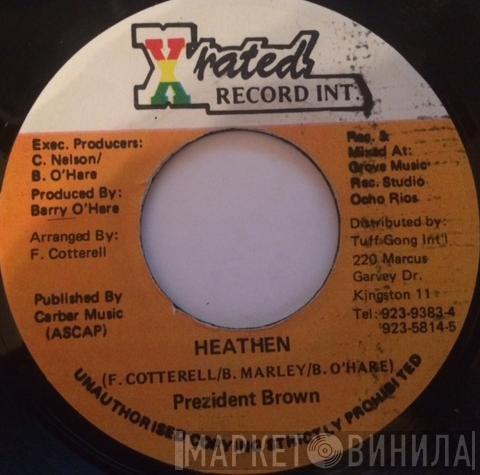 X'rated
RECORD INT.
Exec. Producers:
C. Nelson/
B. O'Hare
Produced By:
Barry O'Hare
Arranged By:
F. Cotterell
Published By
Carbar Music
(ASCAP)
Rec. &
Mixed At:
Grove Music
Rec. Studio
Ocho Rios
Distributed by:
Tuff Gong Int'l
220 Marcus
Garvey Dr.
Kingston 11
Tel: 923-9383-4
923-5814-5
HEATHEN
(F. COTTERELL/B. MARLEY/B. O'HARE)
Prezident Brown
UNAUTHORISED COPYING STRICTLY PROHIBITED
МАРКЕТ ВИНИЛА